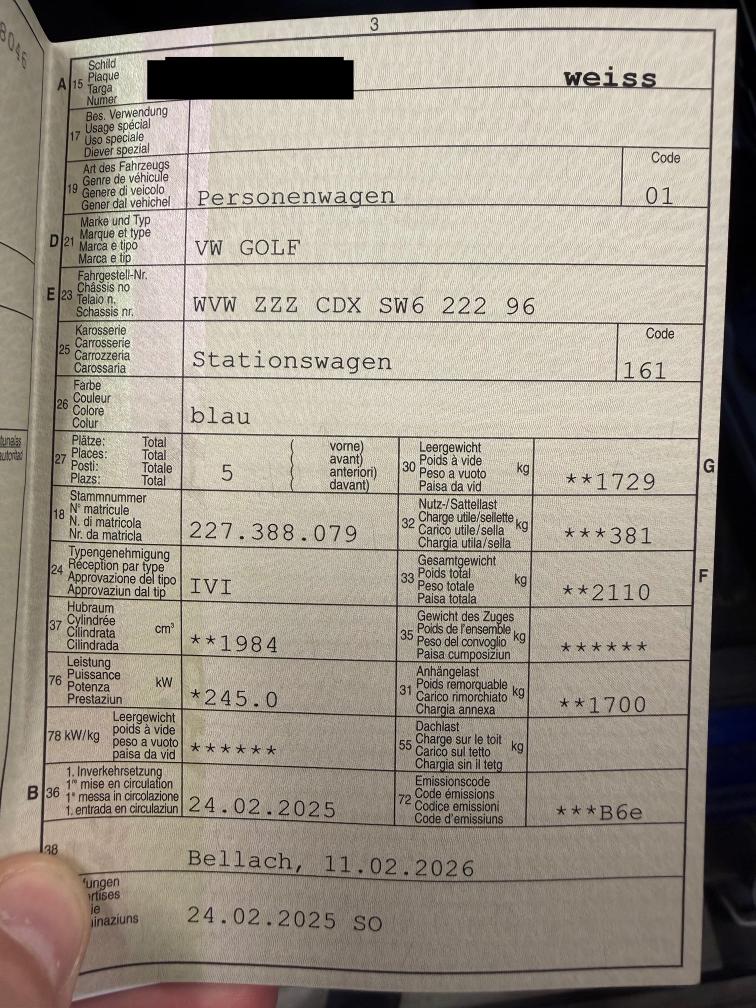 3
8046
A 15 Schild
Plaque
Targa
Numer
weiss
17 Bes. Verwendung
Usage spécial
Uso speciale
Diever spezial
19 Art des Fahrzeugs
Genre de véhicule
Genere di veicolo
Gener dal vehichel
Personenwagen
Code
01
D 21 Marke und Typ
Marque et type
Marca e tipo
Marca e tip
VW GOLF
E 23 Fahrgestell-Nr.
Châssis no
Telaio n.
Schassis nr.
WVW ZZZ CDX SW6 222 96
25 Karosserie
Carrosserie
Carrozzeria
Carossaria
Stationswagen
Code
161
26 Farbe
Couleur
Colore
Colur
blau
27 Plätze: Total
Places: Total
Posti: Totale
Plazs: Total
5
( vorne)
avant)
anteriori)
davant)
30 Leergewicht
Poids à vide
Peso a vuoto
Paisa da vid
kg
**1729
G
18 Stammnummer
N° matricule
N. di matricola
Nr. da matricla
227.388.079
32 Nutz-/Sattellast
Charge utile/sellette
Carico utile/sella
Chargia utila/sella
kg
***381
24 Typengenehmigung
Réception par type
Approvazione del tipo
Approvaziun dal tip
IVI
33 Gesamtgewicht
Poids total
Peso totale
Paisa totala
kg
**2110
F
37 Hubraum
Cylindrée
Cilindrata
Cilindrada
cm³
**1984
35 Gewicht des Zuges
Poids de l'ensemble
Peso del convoglio
Paisa cumposiziun
kg
******
76 Leistung
Puissance
Potenza
Prestaziun
kW
*245.0
31 Anhängelast
Poids remorquable
Carico rimorchiato
Chargia annexa
kg
**1700
78 kW/kg
Leergewicht
poids à vide
peso a vuoto
paisa da vid
******
55 Dachlast
Charge sur le toit
Carico sul tetto
Chargia sin il tetg
kg
B 36 1. Inverkehrsetzung
1re mise en circulation
1a messa in circolazione
1. entrada en circulaziun
24.02.2025
72 Emissionscode
Code émissions
Codice emissioni
Code d'emissiuns
***B6e
38
Bellach, 11.02.2026
ungen
rtises
ie
inaziuns
24.02.2025 SO